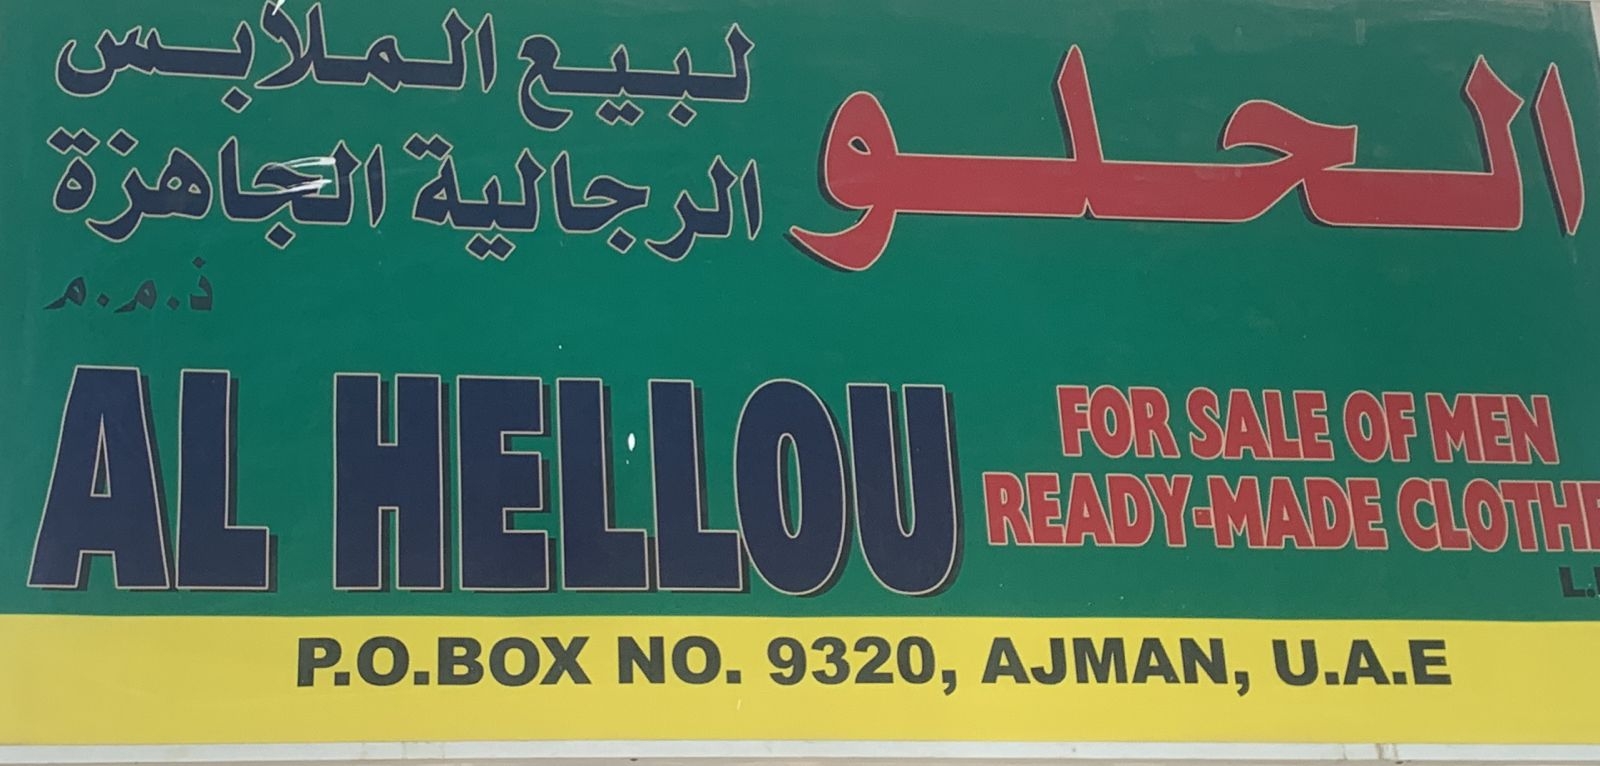 الحلو
لبيع الملابس
الرجالية الجاهزة
ذ.م.م
AL HELLOU
FOR SALE OF MEN
READY-MADE CLOTHE
P.O.BOX NO. 9320, AJMAN, U.A.E